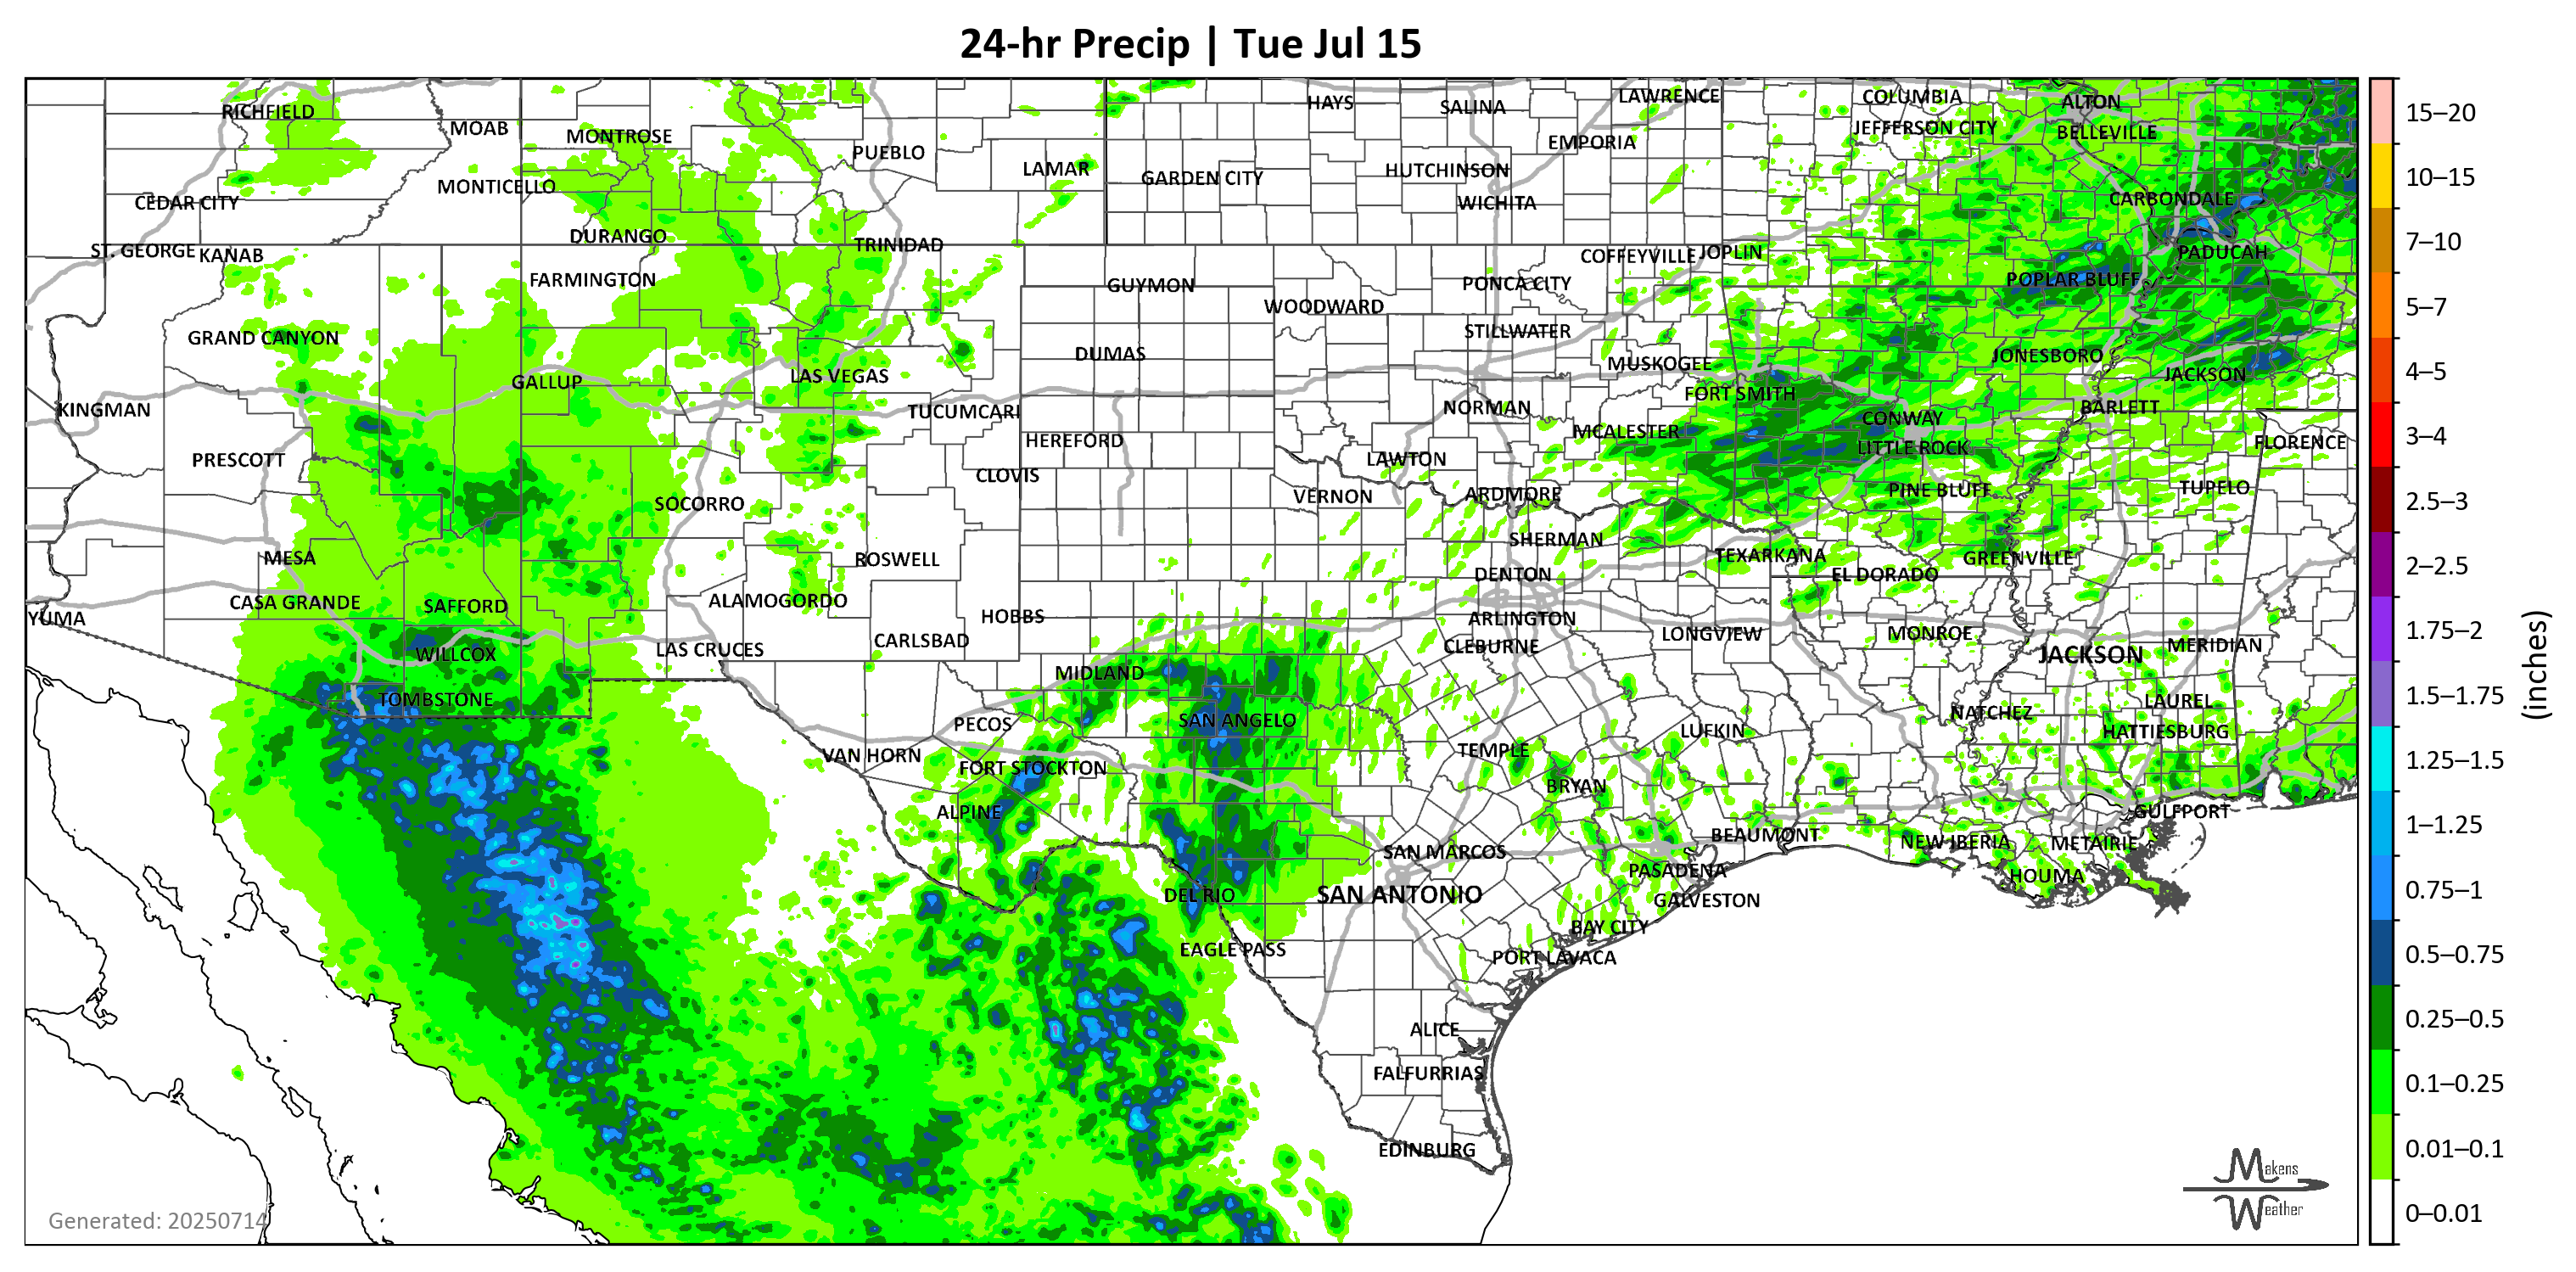 24-hr Precip | Tue Jul 15
RICHFIELD
MOAB
MONTROSE
PUEBLO
LAMAR
HAYS
SALINA
LAWRENCE
COLUMBIA
ALTON
EMPORIA
JEFFERSON CITY
BELLEVILLE
CEDAR CITY
MONTICELLO
GARDEN CITY
HUTCHINSON
WICHITA
CARBONDALE
ST. GEORGE
KANAB
DURANGO
TRINIDAD
COFFEYVILLE
JOPLIN
PADUCAH
FARMINGTON
GUYMON
WOODWARD
PONCA CITY
POPLAR BLUFF
GRAND CANYON
DUMAS
STILLWATER
MUSKOGEE
JONESBORO
KINGMAN
GALLUP
LAS VEGAS
TUCUMCARI
NORMAN
FORT SMITH
JACKSON
CONWAY
BARLETT
PRESCOTT
HEREFORD
CLOVIS
LAWTON
MCALESTER
LITTLE ROCK
FLORENCE
SOCORRO
VERNON
ARDMORE
PINE BLUFF
TUPELO
MESA
ROSWELL
SHERMAN
TEXARKANA
GREENVILLE
CASA GRANDE
SAFFORD
ALAMOGORDO
HOBBS
DENTON
EL DORADO
YUMA
WILLCOX
LAS CRUCES
CARLSBAD
ARLINGTON
CLEBURNE
LONGVIEW
MONROE
JACKSON
MERIDIAN
TOMBSTONE
MIDLAND
PECOS
SAN ANGELO
LUFKIN
NATCHEZ
LAUREL
HATTIESBURG
VAN HORN
FORT STOCKTON
TEMPLE
BRYAN
ALPINE
GULFPORT
SAN MARCOS
BEAUMONT
NEW IBERIA
METAIRIE
DEL RIO
SAN ANTONIO
PASADENA
GALVESTON
HOUMA
EAGLE PASS
BAY CITY
PORT LAVACA
ALICE
FALFURRIAS
EDINBURG
Generated: 20250714
Makens
Weather
15–20
10–15
7–10
5–7
4–5
3–4
2.5–3
2–2.5
1.75–2
1.5–1.75
1.25–1.5
1–1.25
0.75–1
0.5–0.75
0.25–0.5
0.1–0.25
0.01–0.1
0–0.01
(inches)